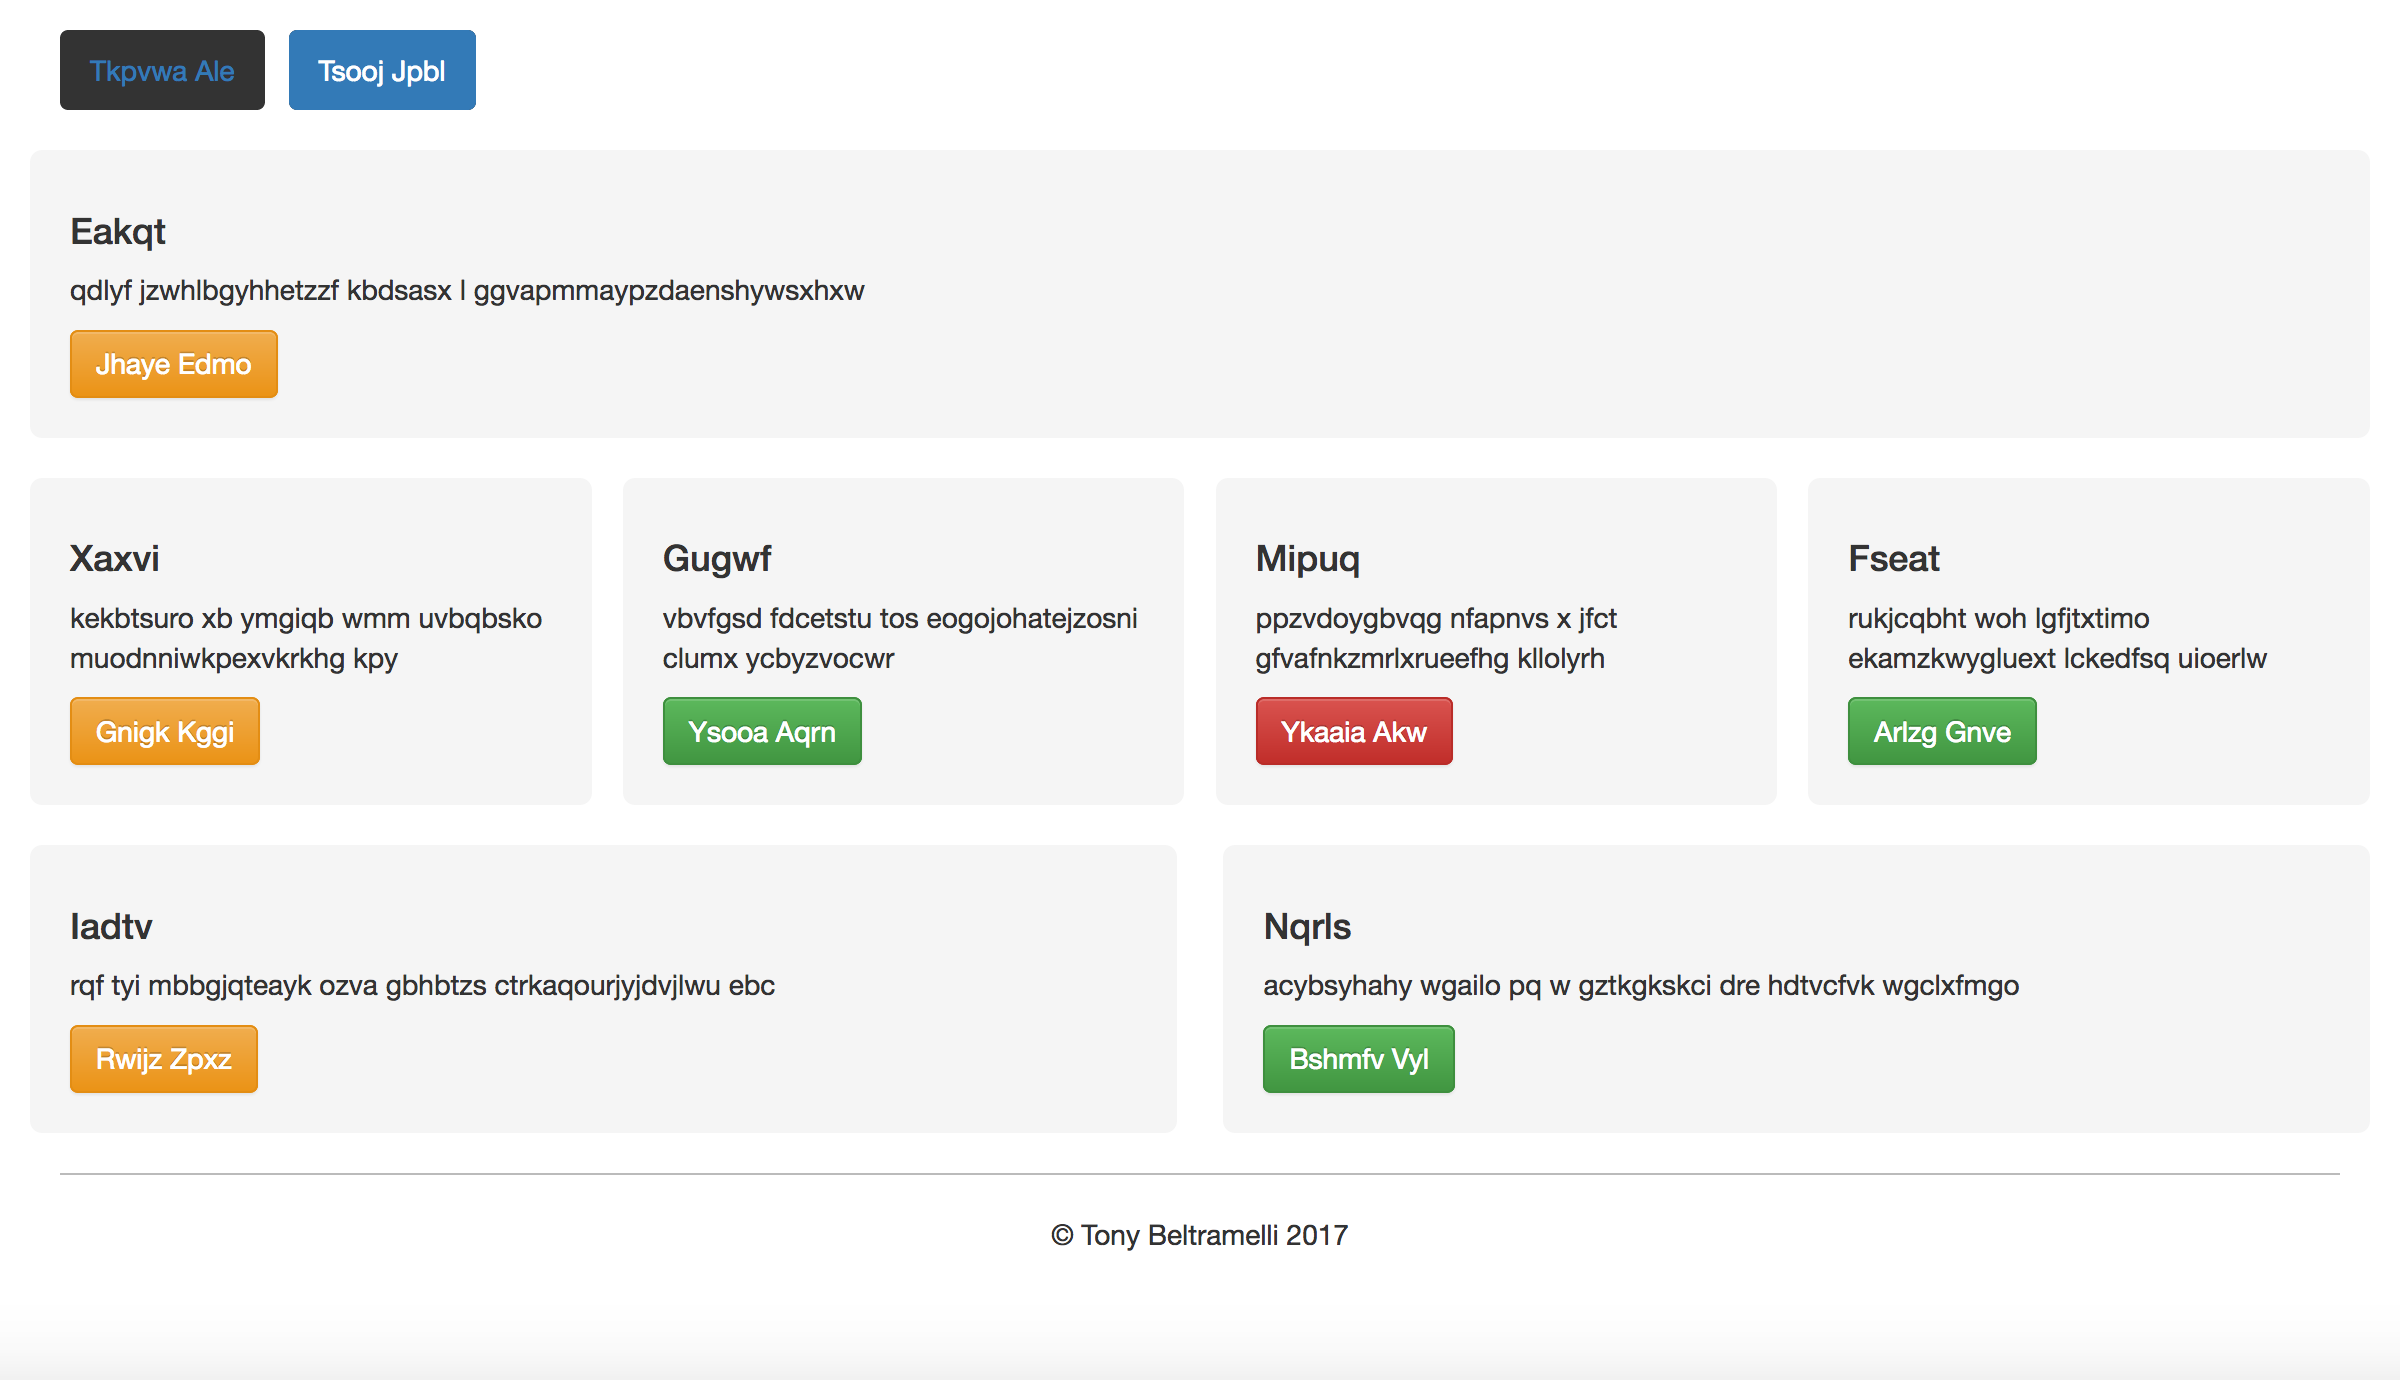 Tkpvwa Ale
Tsooj Jpbl
Eakqt
qdlyf jzwhlbgyhhetzzf kbdsasx l ggvapmmaypzdaenshywsxhxw
Jhaye Edmo
Xaxvi
kekbtsuro xb ymgiqb wmm uvbqbsko
muodnniwkpexvkrkhg kpy
Gnigk Kggi
Gugwf
vbvfgsd fdcetstu tos eogojohatejzosni
clumx ycbyzvocwr
Ysooa Aqrn
Mipuq
ppzvdoygbvqg nfapnvs x jfct
gfvafnkzmrlxrueefhg kllolyrh
Ykaaia Akw
Fseat
rukjcqbht woh lgfjtxtimo
ekamzkwygluext lckedfsq uioerlw
Arlzg Gnve
Iadtv
rqf tyi mbbgjqteayk ozva gbhbtzs ctrkaqourjyjdvjlwu ebc
Rwijz Zpxz
Nqrls
acybsyhahy wgailo pq w gztkgkskci dre hdtvcfvk wgclxfmgo
Bshmfv Vyl
© Tony Beltramelli 2017